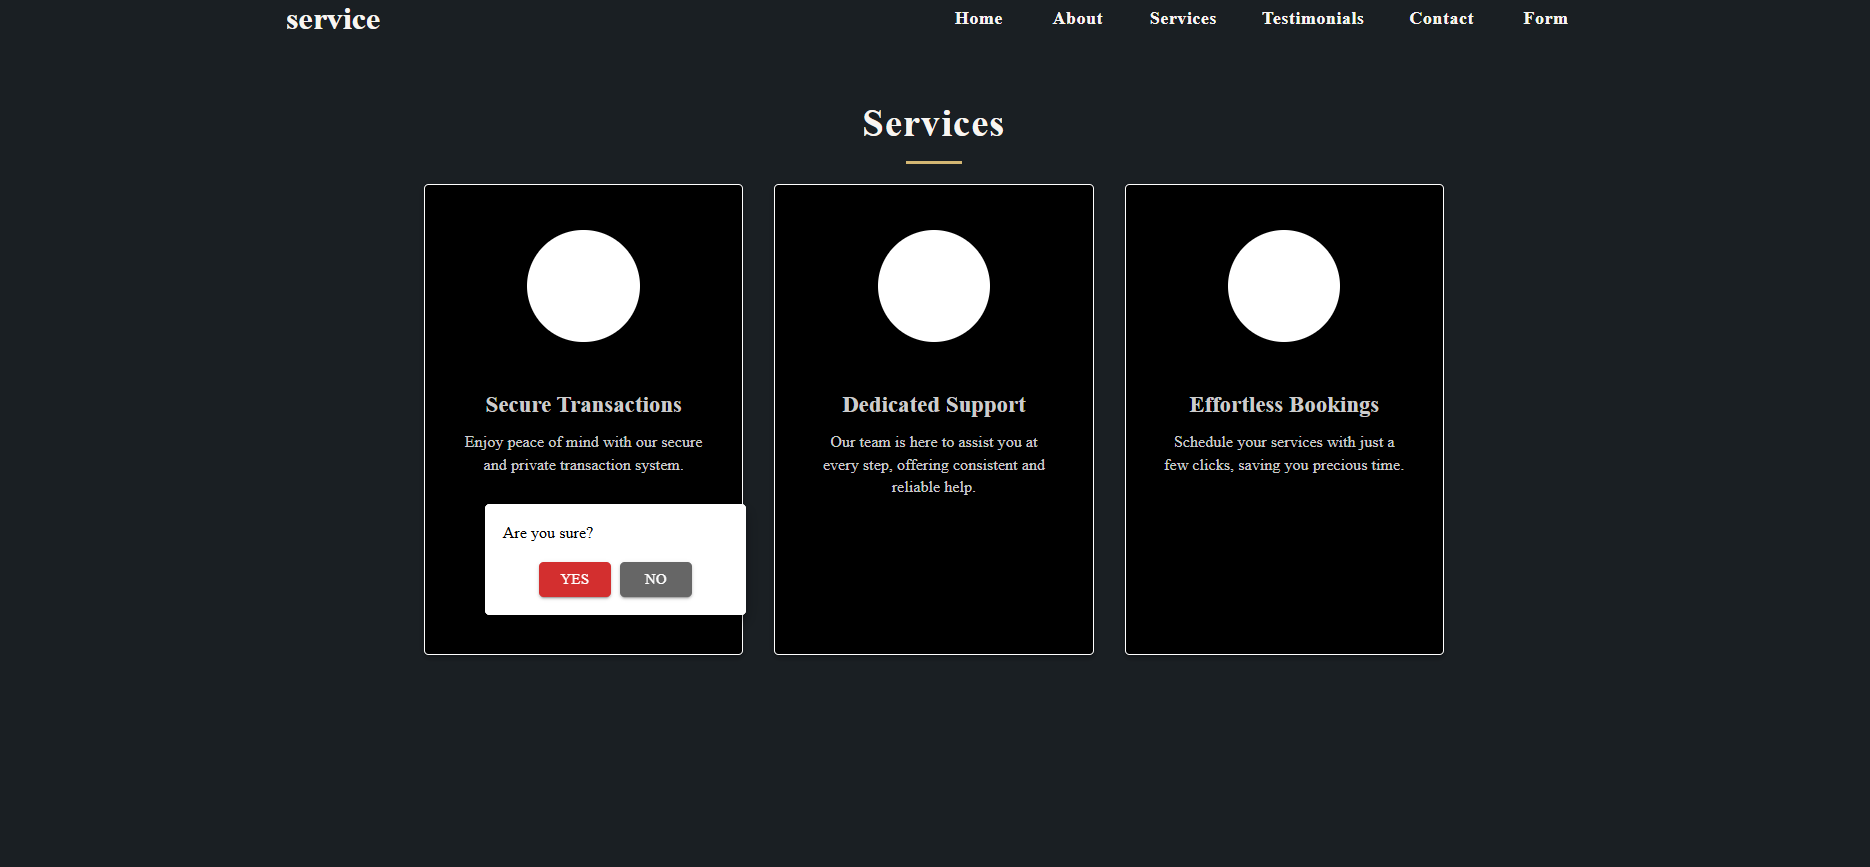 service
Home About Services Testimonials Contact Form
Services
Secure Transactions
Enjoy peace of mind with our secure
and private transaction system.
Are you sure?
YES NO
Dedicated Support
Our team is here to assist you at
every step, offering consistent and
reliable help.
Effortless Bookings
Schedule your services with just a
few clicks, saving you precious time.